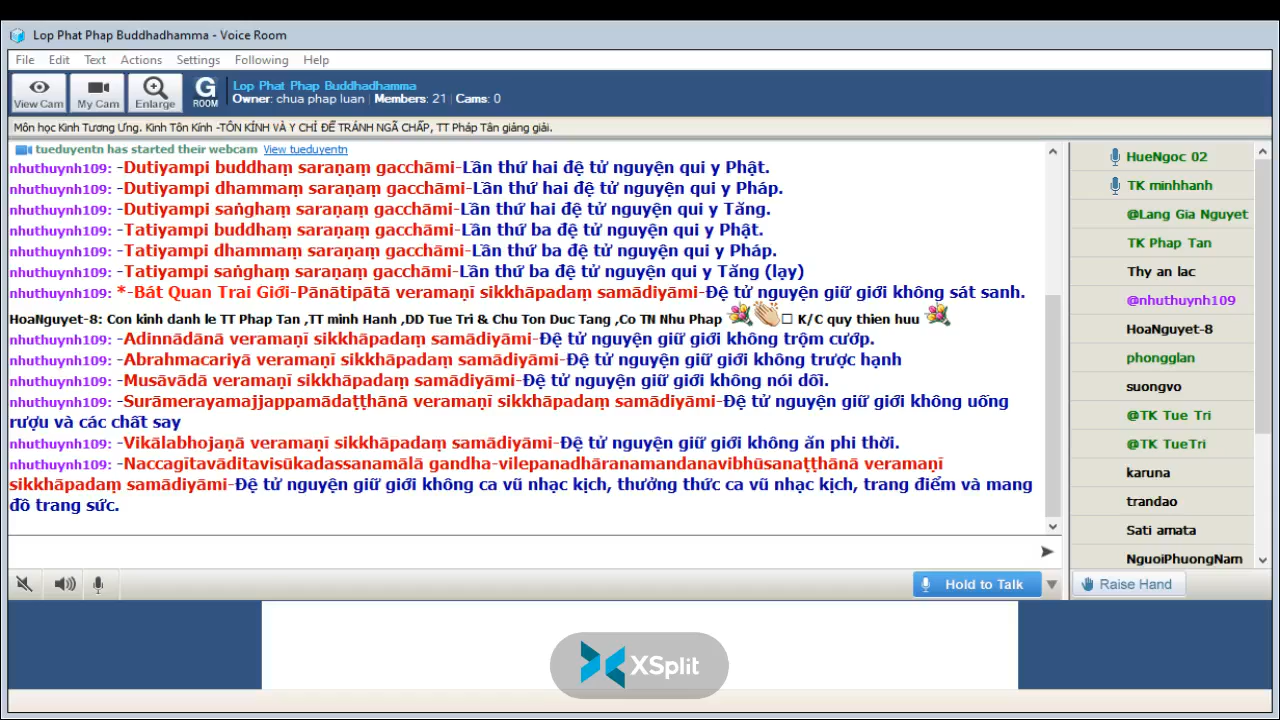 Lop Phat Phap Buddhadhamma - Voice Room
File Edit Text Actions Settings Following Help
View Cam My Cam Enlarge G ROOM
Lop Phat Phap Buddhadhamma
Owner: chua phap luan | Members: 21 | Cams: 0
Môn học Kinh Tương Ưng. Kinh Tôn Kính -TÔN KÍNH VÀ Y CHỈ ĐỂ TRÁNH NGÃ CHẤP, TT Pháp Tân giảng giải.
tueduyentn has started their webcam View tueduyentn
nhuthuynh109: -Dutiyampi buddhaṃ saraṇaṃ gacchāmi-Lần thứ hai đệ tử nguyện qui y Phật.
nhuthuynh109: -Dutiyampi dhammaṃ saraṇaṃ gacchāmi-Lần thứ hai đệ tử nguyện qui y Pháp.
nhuthuynh109: -Dutiyampi saṅghaṃ saraṇaṃ gacchāmi-Lần thứ hai đệ tử nguyện qui y Tăng.
nhuthuynh109: -Tatiyampi buddhaṃ saraṇaṃ gacchāmi-Lần thứ ba đệ tử nguyện qui y Phật.
nhuthuynh109: -Tatiyampi dhammaṃ saraṇaṃ gacchāmi-Lần thứ ba đệ tử nguyện qui y Pháp.
nhuthuynh109: -Tatiyampi saṅghaṃ saraṇaṃ gacchāmi-Lần thứ ba đệ tử nguyện qui y Tăng (lạy)
nhuthuynh109: *-Bát Quan Trai Giới-Pānātipātā veramaṇī sikkhāpadaṃ samādiyāmi-Đệ tử nguyện giữ giới không sát sanh.
HoaNguyet-8: Con kinh danh le TT Phap Tan ,TT minh Hanh ,DD Tue Tri & Chu Ton Duc Tang ,Co TN Nhu Phap K/C quy thien huu
nhuthuynh109: -Adinnādānā veramaṇī sikkhāpadaṃ samādiyāmi-Đệ tử nguyện giữ giới không trộm cướp.
nhuthuynh109: -Abrahmacariyā veramaṇī sikkhāpadaṃ samādiyāmi-Đệ tử nguyện giữ giới không trược hạnh
nhuthuynh109: -Musāvādā veramaṇī sikkhāpadaṃ samādiyāmi-Đệ tử nguyện giữ giới không nói dối.
nhuthuynh109: -Surāmerayamajjappamādaṭṭhānā veramaṇī sikkhāpadaṃ samādiyāmi-Đệ tử nguyện giữ giới không uống
rượu và các chất say
nhuthuynh109: -Vikālabhojaṇā veramaṇī sikkhāpadaṃ samādiyāmi-Đệ tử nguyện giữ giới không ăn phi thời.
nhuthuynh109: -Naccagītavāditavisūkadassanamālā gandha-vilepanadhāranamandanavibhūsanaṭṭhānā veramaṇī
sikkhāpadaṃ samādiyāmi-Đệ tử nguyện giữ giới không ca vũ nhạc kịch, thưởng thức ca vũ nhạc kịch, trang điểm và mang
đồ trang sức.
HueNgoc 02
TK minhhanh
@Lang Gia Nguyet
TK Phap Tan
Thy an lac
@nhuthuynh109
HoaNguyet-8
phongglan
suongvo
@TK Tue Tri
@TK TueTri
karuna
trandao
Sati amata
NguoiPhuongNam
Hold to Talk
Raise Hand
XSplit